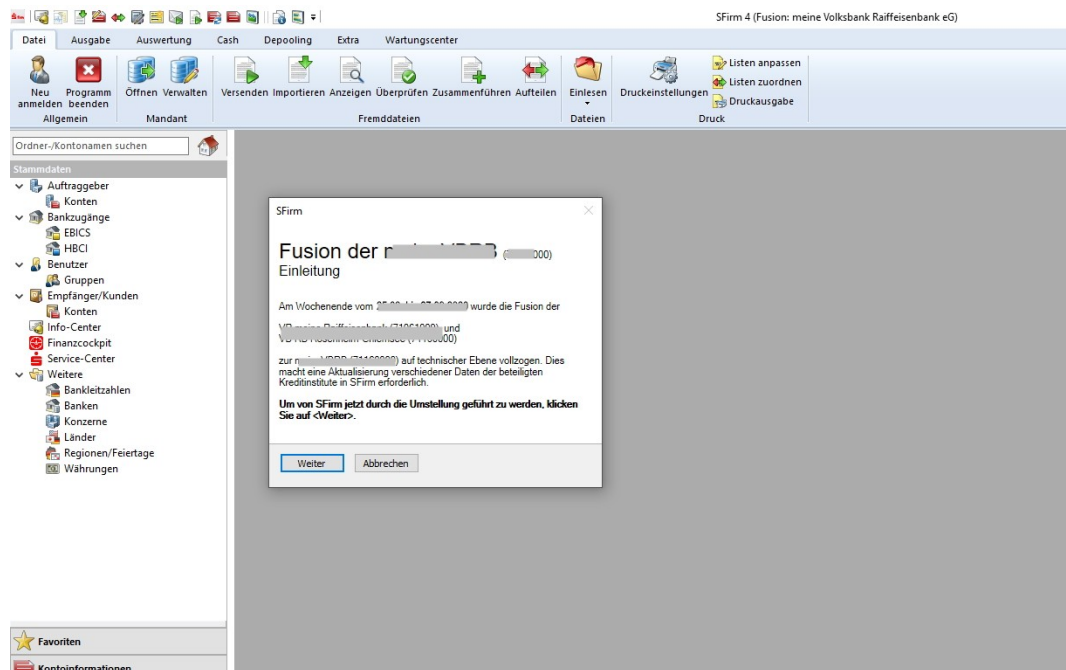 SFirm 4 (Fusion: meine Volksbank Raiffeisenbank eG)
Datei Ausgabe Auswertung Cash Depooling Extra Wartungscenter
Neu anmelden
Programm beenden
Allgemein
Öffnen Verwalten
Mandant
Versenden Importieren Anzeigen Überprüfen Zusammenführen Aufteilen
Fremddateien
Einlesen
Dateien
Druckeinstellungen
Listen anpassen
Listen zuordnen
Druckausgabe
Druck
Ordner-/Kontonamen suchen
Stammdaten
Auftraggeber
Konten
Bankzugänge
EBICS
HBCI
Benutzer
Gruppen
Empfänger/Kunden
Konten
Info-Center
Finanzcockpit
Service-Center
Weitere
Bankleitzahlen
Banken
Konzerne
Länder
Regionen/Feiertage
Währungen
Favoriten
Kontoinformationen
SFirm
Fusion der
000)
Einleitung
Am Wochenende vom wurde die Fusion der
und
zur auf technischer Ebene vollzogen. Dies
macht eine Aktualisierung verschiedener Daten der beteiligten
Kreditinstitute in SFirm erforderlich.
Um von SFirm jetzt durch die Umstellung geführt zu werden, klicken
Sie auf <Weiter>.
Weiter Abbrechen